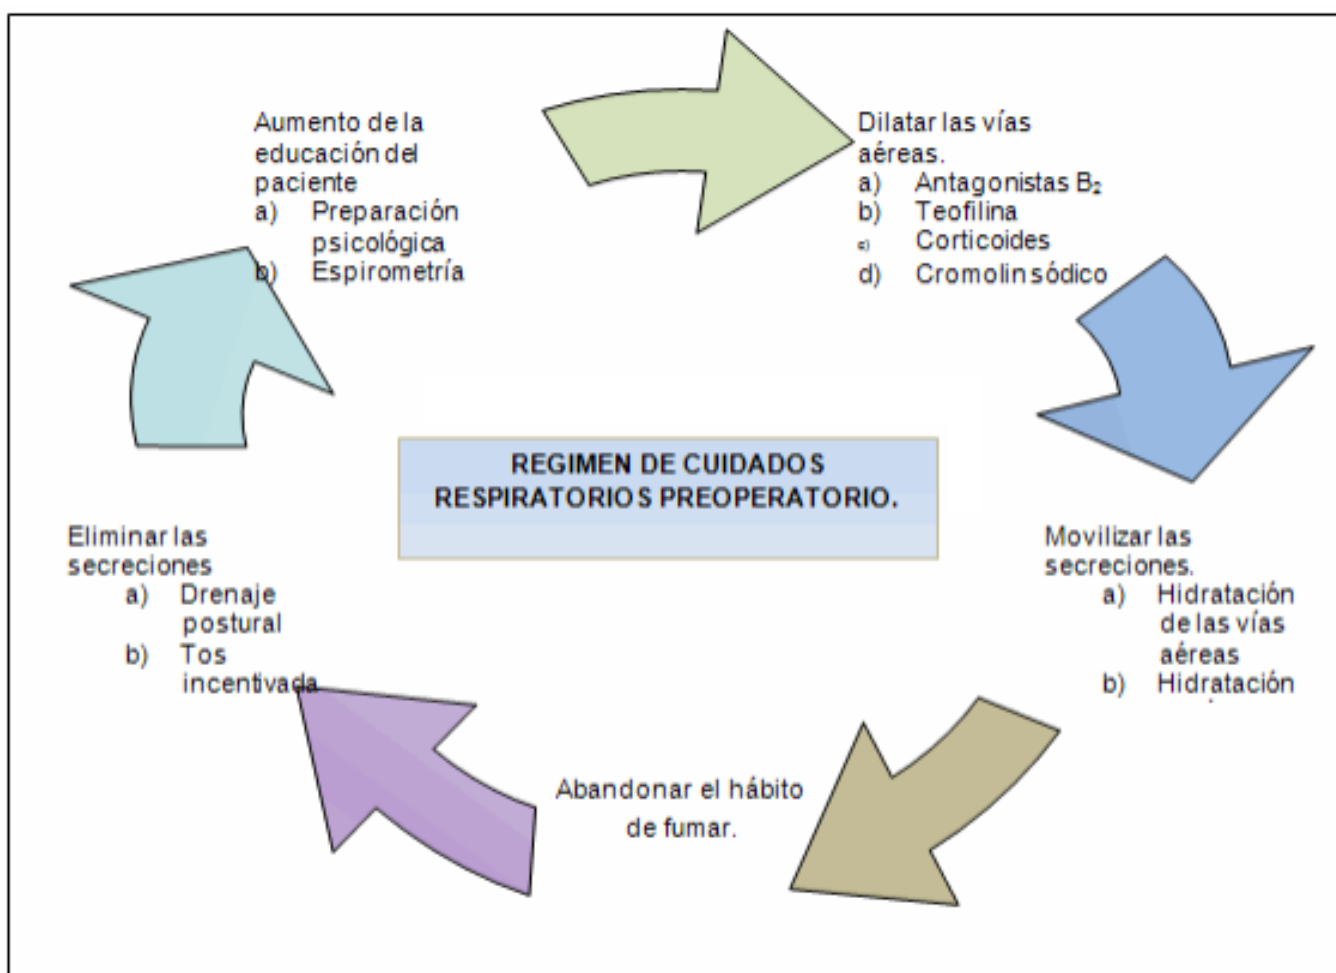 Aumento de la
educación del
paciente
a) Preparación
psicológica
b) Espirometría
Dilatar las vías
aéreas.
a) Antagonistas B₂
b) Teofilina
c) Corticoides
d) Cromolin sódico
REGIMEN DE CUIDADOS
RESPIRATORIOS PREOPERATORIO.
Eliminar las
secreciones
a) Drenaje
postural
b) Tos
incentivada
Movilizar las
secreciones.
a) Hidratación
de las vías
aéreas
b) Hidratación
Abandonar el hábito
de fumar.